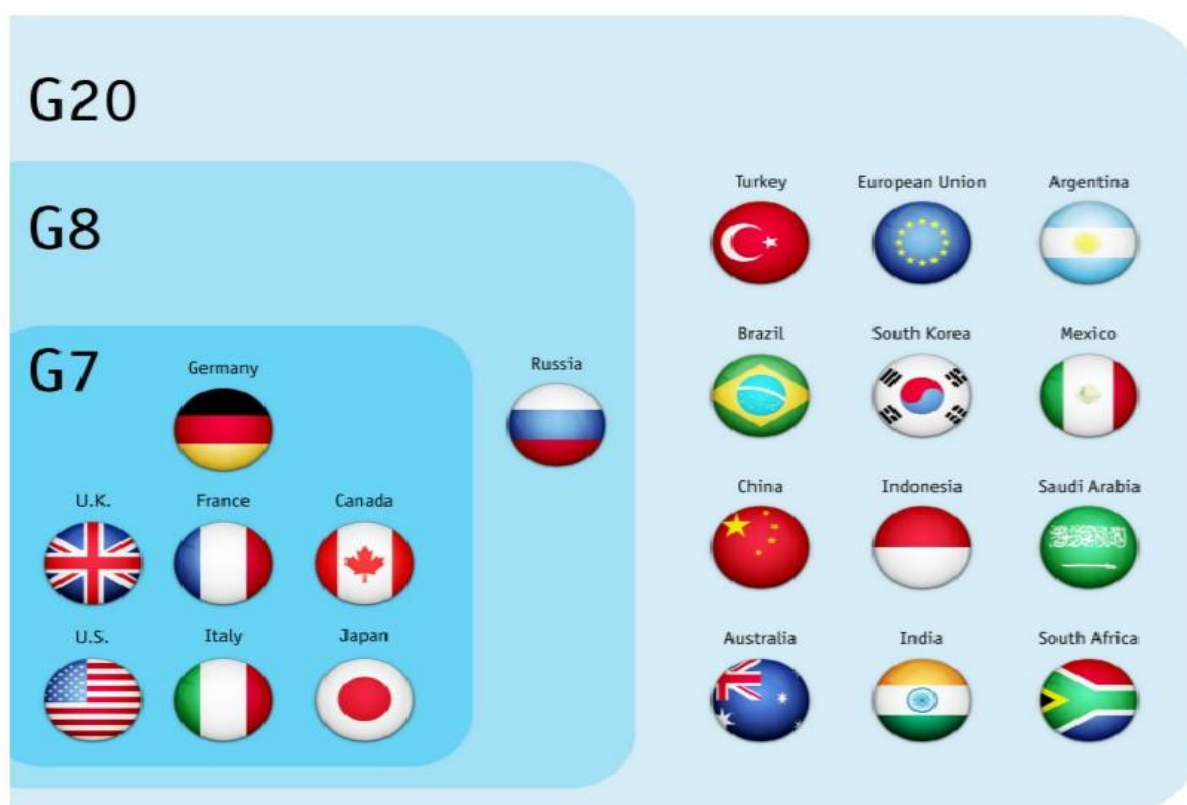 G20
G8
G7
Germany
U.K.
France
Canada
U.S.
Italy
Japan
Russia
Turkey
European Union
Argentina
Brazil
South Korea
Mexico
China
Indonesia
Saudi Arabia
Australia
India
South Africa